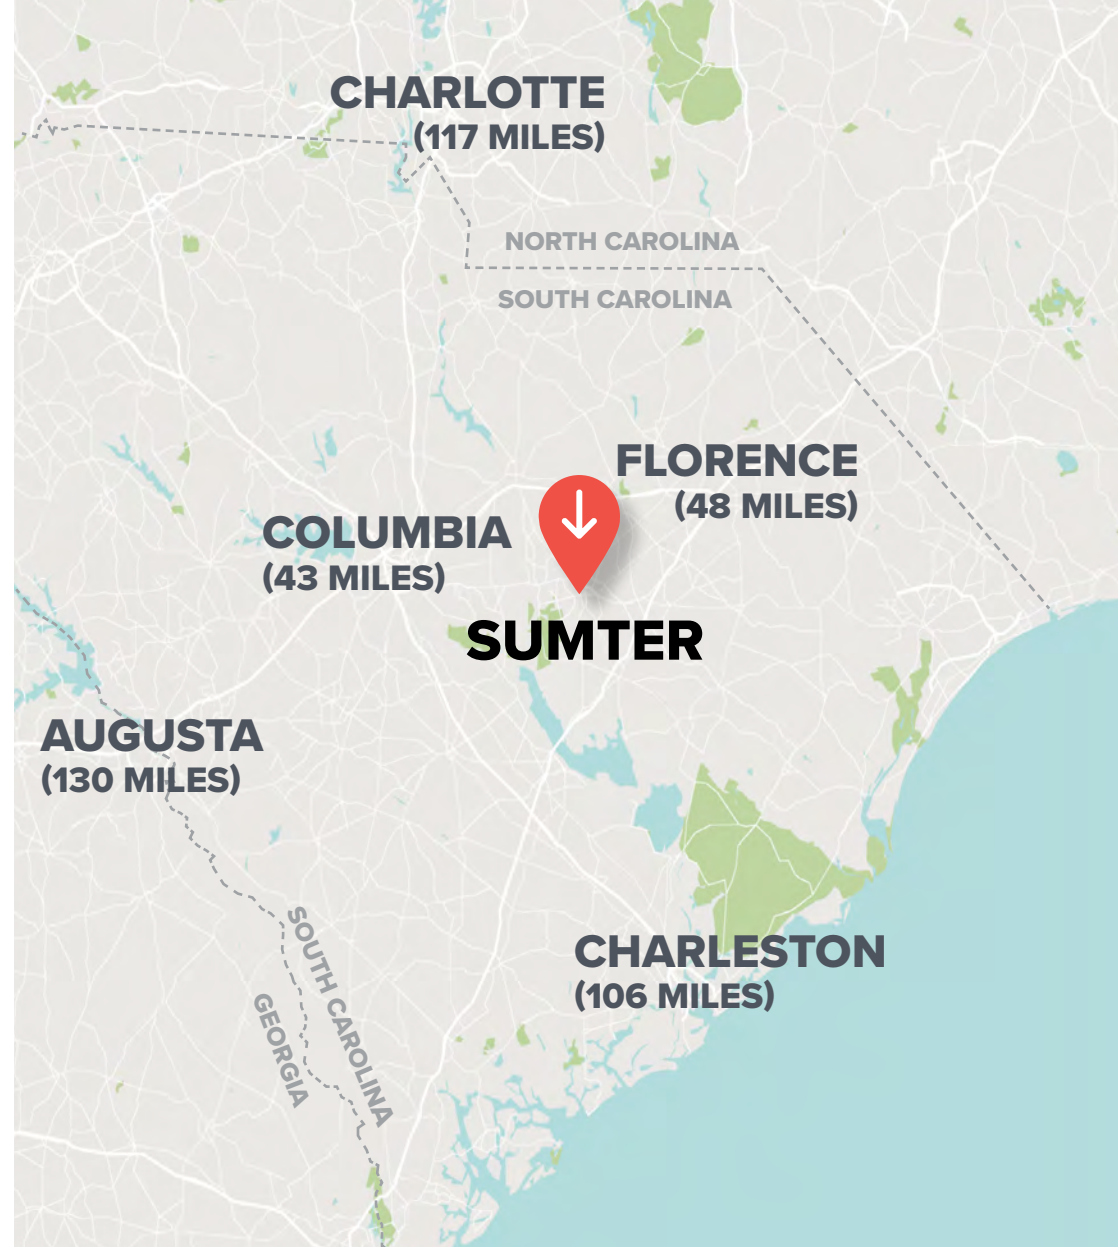 CHARLOTTE
(117 MILES)
NORTH CAROLINA
SOUTH CAROLINA
FLORENCE
(48 MILES)
COLUMBIA
(43 MILES)
SUMTER
AUGUSTA
(130 MILES)
CHARLESTON
(106 MILES)
SOUTH CAROLINA
GEORGIA